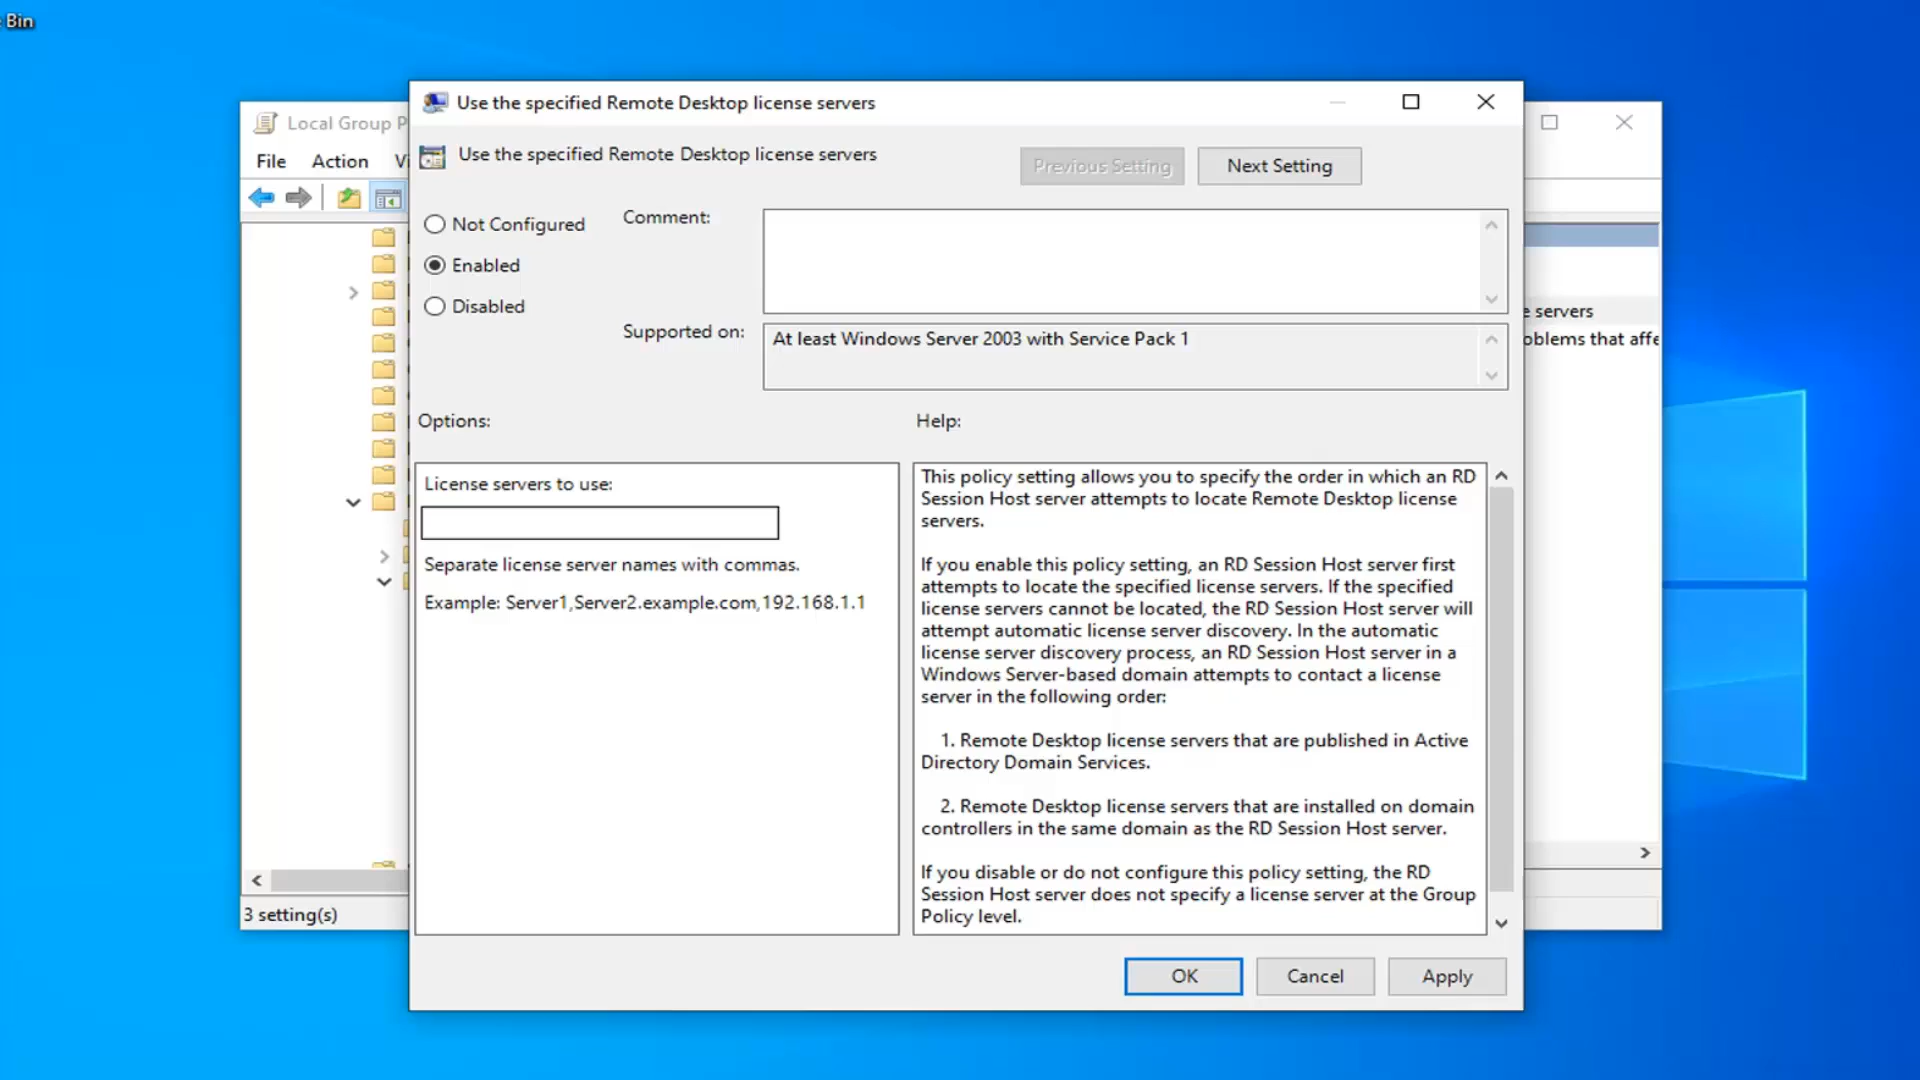 Bin
Use the specified Remote Desktop license servers
Local Group P
File Action Vi
Use the specified Remote Desktop license servers
Previous Setting
Next Setting
Not Configured
Enabled
Disabled
Comment:
Supported on:
At least Windows Server 2003 with Service Pack 1
e servers
oblems that affe
Options:
Help:
License servers to use:
Separate license server names with commas.
Example: Server1,Server2.example.com,192.168.1.1
This policy setting allows you to specify the order in which an RD
Session Host server attempts to locate Remote Desktop license
servers.
If you enable this policy setting, an RD Session Host server first
attempts to locate the specified license servers. If the specified
license servers cannot be located, the RD Session Host server will
attempt automatic license server discovery. In the automatic
license server discovery process, an RD Session Host server in a
Windows Server-based domain attempts to contact a license
server in the following order:
1. Remote Desktop license servers that are published in Active
Directory Domain Services.
2. Remote Desktop license servers that are installed on domain
controllers in the same domain as the RD Session Host server.
If you disable or do not configure this policy setting, the RD
Session Host server does not specify a license server at the Group
Policy level.
3 setting(s)
OK
Cancel
Apply